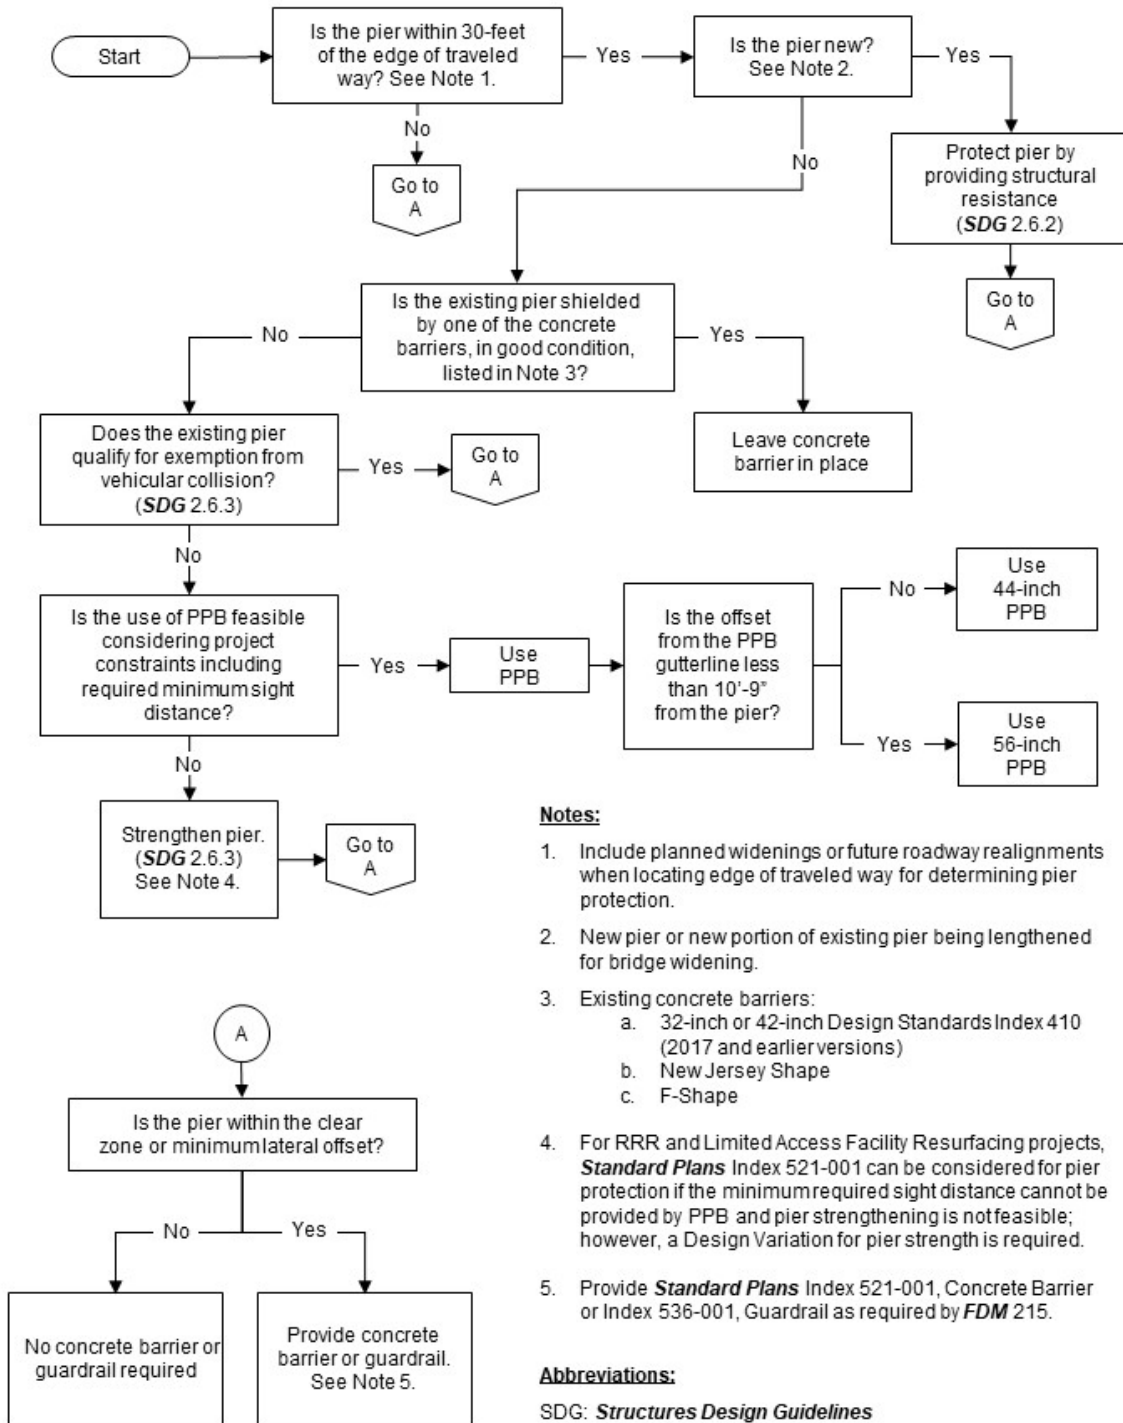 Start
Is the pier within 30-feet
of the edge of traveled
way? See Note 1.
Yes
Is the pier new?
See Note 2.
Yes
No
Go to
A
No
Protect pier by
providing structural
resistance
(SDG 2.6.2)
Go to
A
Is the existing pier shielded
by one of the concrete
barriers, in good condition,
listed in Note 3?
No
Yes
Leave concrete
barrier in place
Does the existing pier
qualify for exemption from
vehicular collision?
(SDG 2.6.3)
Yes
Go to
A
No
Is the use of PPB feasible
considering project
constraints including
required minimum sight
distance?
Yes
Use
PPB
Is the offset
from the PPB
gutterline less
than 10'-9"
from the pier?
No
Use
44-inch
PPB
Yes
Use
56-inch
PPB
No
Strengthen pier.
(SDG 2.6.3)
See Note 4.
Go to
A
A
Is the pier within the clear
zone or minimum lateral offset?
No
Yes
No concrete barrier or
guardrail required
Provide concrete
barrier or guardrail.
See Note 5.
Notes:
1. Include planned widenings or future roadway realignments
when locating edge of traveled way for determining pier
protection.
2. New pier or new portion of existing pier being lengthened
for bridge widening.
3. Existing concrete barriers:
a. 32-inch or 42-inch Design Standards Index 410
(2017 and earlier versions)
b. New Jersey Shape
c. F-Shape
4. For RRR and Limited Access Facility Resurfacing projects,
Standard Plans Index 521-001 can be considered for pier
protection if the minimum required sight distance cannot be
provided by PPB and pier strengthening is not feasible;
however, a Design Variation for pier strength is required.
5. Provide Standard Plans Index 521-001, Concrete Barrier
or Index 536-001, Guardrail as required by FDM 215.
Abbreviations:
SDG: Structures Design Guidelines